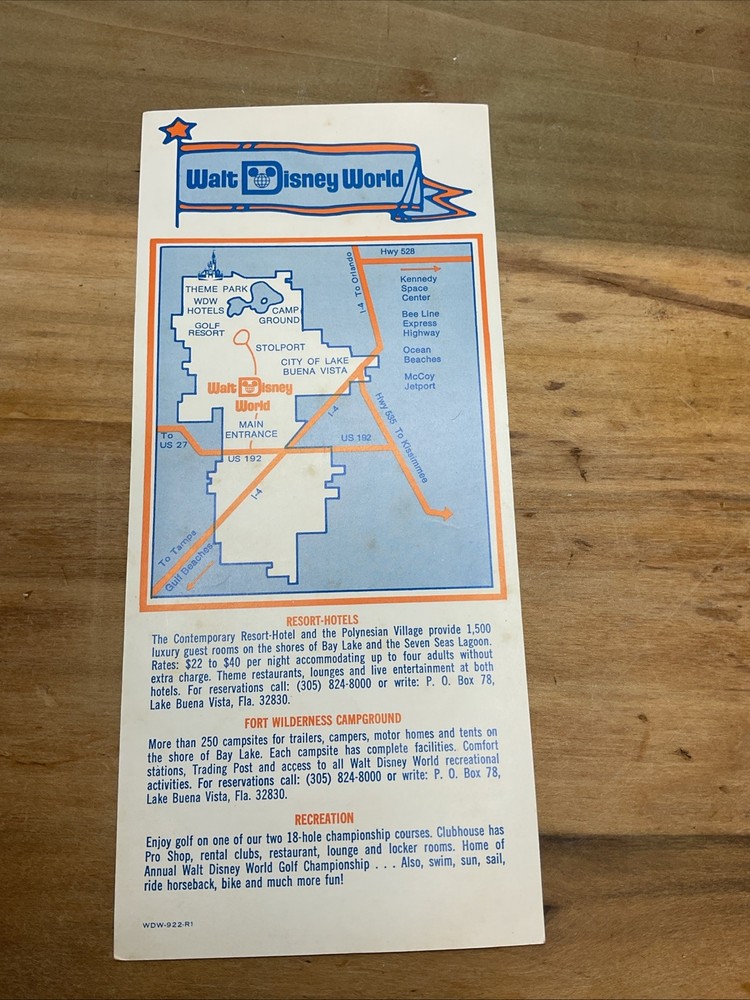 Walt Disney World
Hwy 528
I-4 To Orlando
Kennedy
Space
Center
Bee Line
Express
Highway
Ocean
Beaches
McCoy
Jetport
THEME PARK
WDW
HOTELS
CAMP
GROUND
GOLF
RESORT
STOLPORT
CITY OF LAKE
BUENA VISTA
Walt Disney
World
I-4
Hwy 535 To Kissimmee
MAIN
ENTRANCE
To
US 27
US 192
US 192
I-4
To Tampa
Gulf Beaches
RESORT-HOTELS
The Contemporary Resort-Hotel and the Polynesian Village provide 1,500
luxury guest rooms on the shores of Bay Lake and the Seven Seas Lagoon.
Rates: $22 to $40 per night accommodating up to four adults without
extra charge. Theme restaurants, lounges and live entertainment at both
hotels. For reservations call: (305) 824-8000 or write: P. O. Box 78,
Lake Buena Vista, Fla. 32830.
FORT WILDERNESS CAMPGROUND
More than 250 campsites for trailers, campers, motor homes and tents on
the shore of Bay Lake. Each campsite has complete facilities. Comfort
stations, Trading Post and access to all Walt Disney World recreational
activities. For reservations call: (305) 824-8000 or write: P. O. Box 78,
Lake Buena Vista, Fla. 32830.
RECREATION
Enjoy golf on one of our two 18-hole championship courses. Clubhouse has
Pro Shop, rental clubs, restaurant, lounge and locker rooms. Home of
Annual Walt Disney World Golf Championship . . . Also, swim, sun, sail,
ride horseback, bike and much more fun!
WDW-922-R1